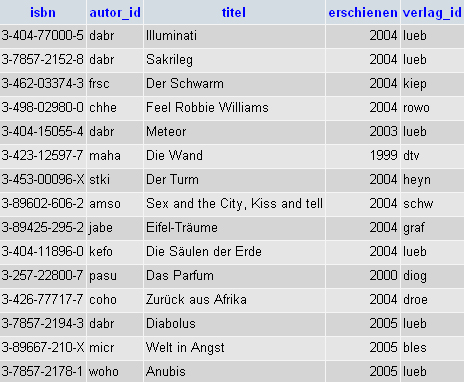 isbn autor_id titel erschienen verlag_id
3-404-77000-5 dabr Illuminati 2004 lueb
3-7857-2152-8 dabr Sakrileg 2004 lueb
3-462-03374-3 frsc Der Schwarm 2004 kiep
3-498-02980-0 chhe Feel Robbie Williams 2004 rowo
3-404-15055-4 dabr Meteor 2003 lueb
3-423-12597-7 maha Die Wand 1999 dtv
3-453-00096-X stki Der Turm 2004 heyn
3-89602-606-2 amso Sex and the City, Kiss and tell 2004 schw
3-89425-295-2 jabe Eifel-Träume 2004 graf
3-404-11896-0 kefo Die Säulen der Erde 2004 lueb
3-257-22800-7 pasu Das Parfum 2000 diog
3-426-77717-7 coho Zurück aus Afrika 2004 droe
3-7857-2194-3 dabr Diabolus 2005 lueb
3-89667-210-X micr Welt in Angst 2005 bles
3-7857-2178-1 woho Anubis 2005 lueb